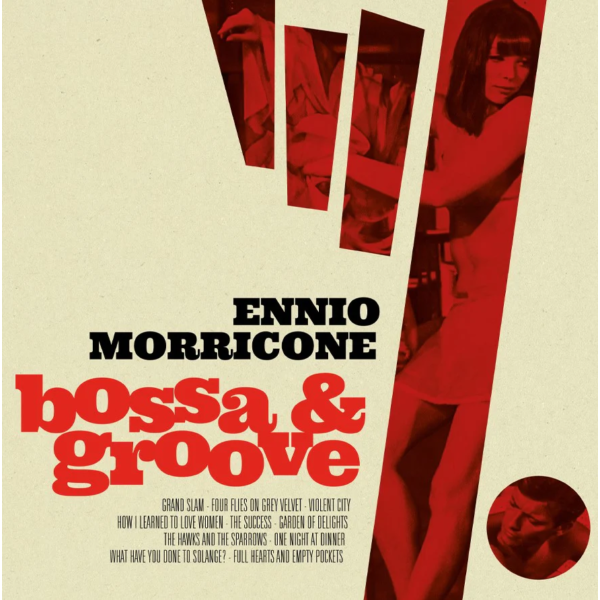 ENNIO
MORRICONE
bossa &
groove
GRAND SLAM · FOUR FLIES ON GREY VELVET · VIOLENT CITY
HOW I LEARNED TO LOVE WOMEN · THE SUCCESS · GARDEN OF DELIGHTS
THE HAWKS AND THE SPARROWS · ONE NIGHT AT DINNER
WHAT HAVE YOU DONE TO SOLANGE? · FULL HEARTS AND EMPTY POCKETS